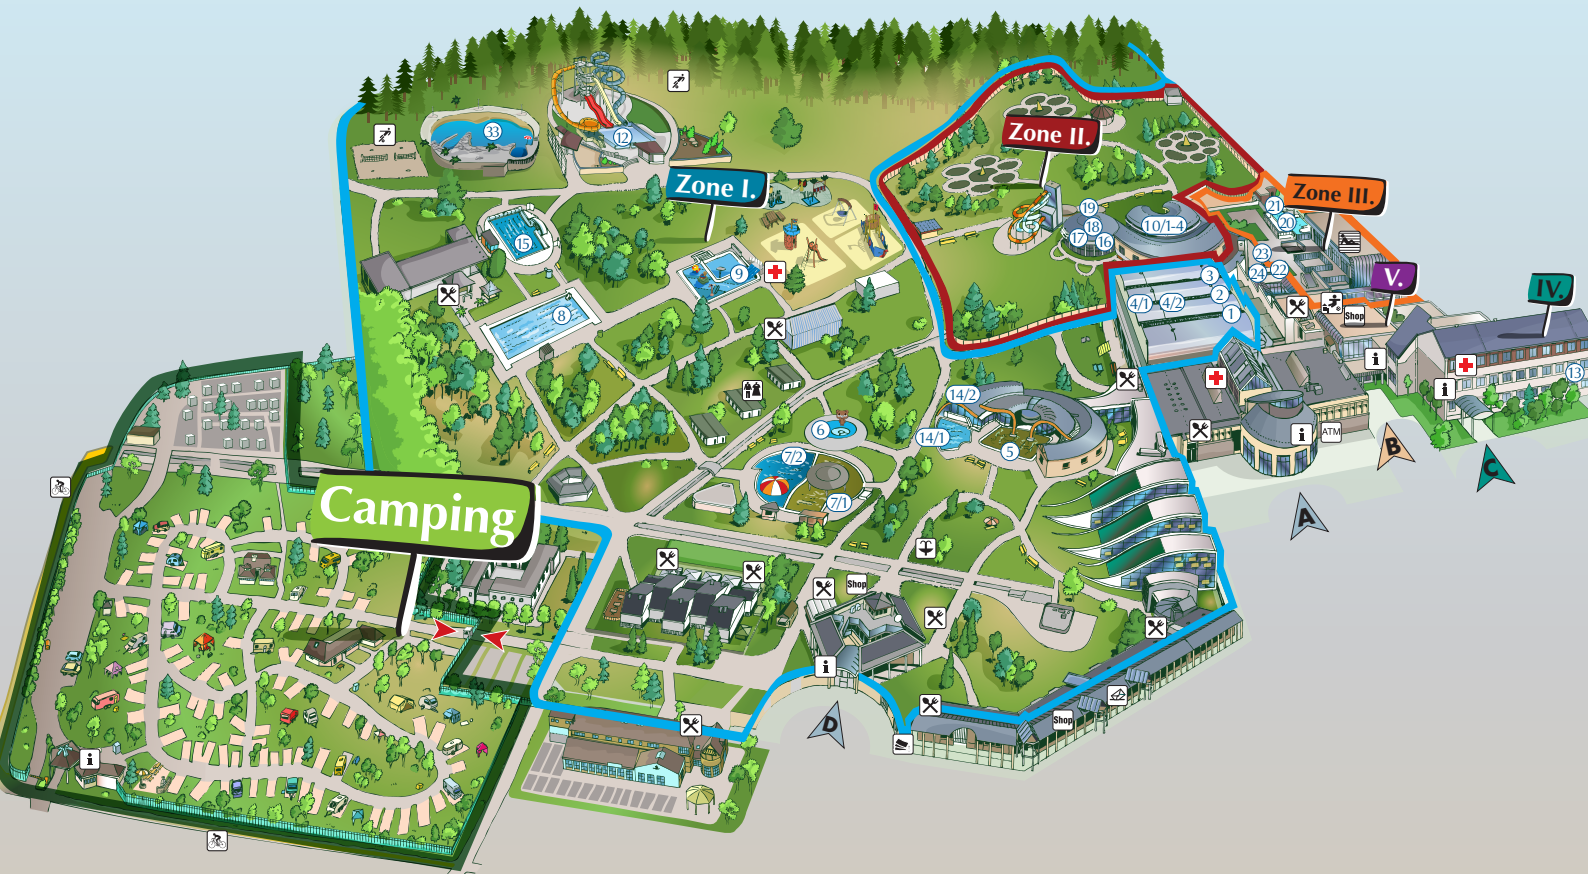 33
12
Zone I.
Zone II.
Zone III.
V.
IV.
15
9
8
19
18
17
16
10/1-4
21
20
23
24
22
3
2
1
4/1
4/2
Shop
i
i
13
14/2
14/1
5
6
7/2
7/1
i
ATM
B
C
A
Camping
Shop
i
D
Shop
i